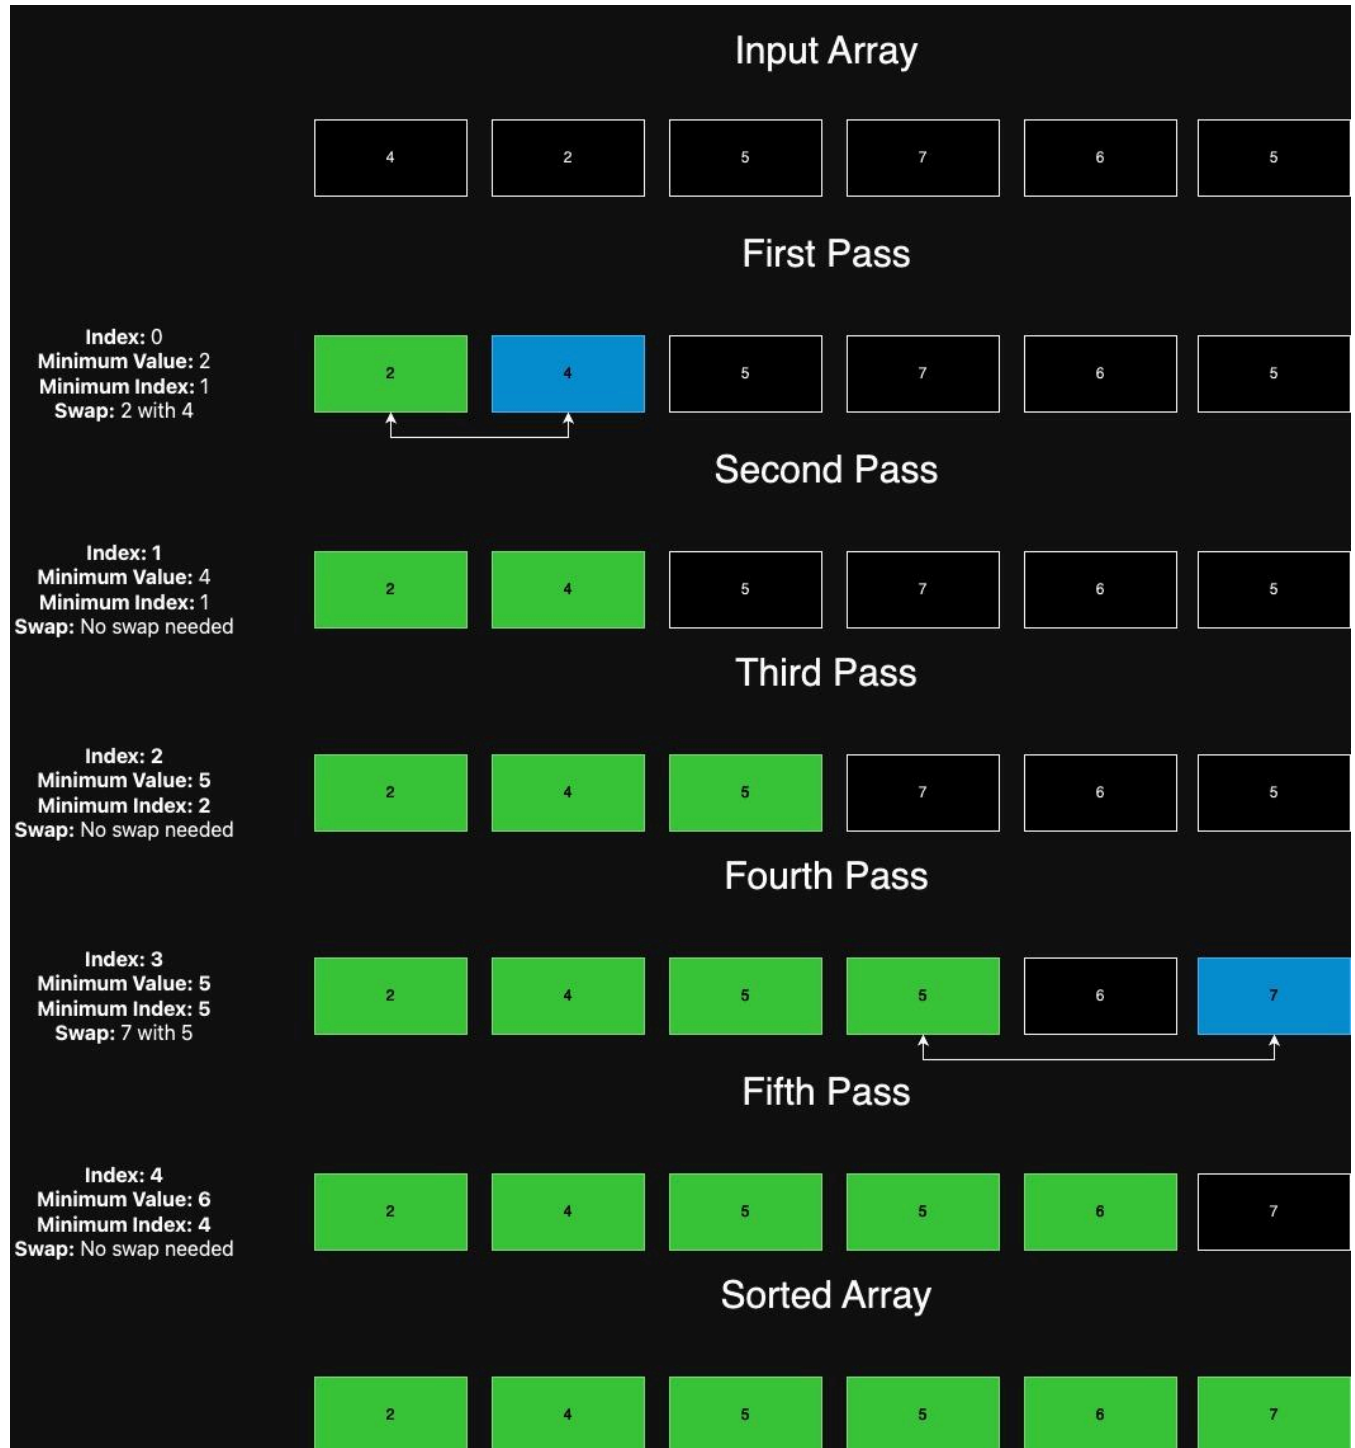 Input Array
4 2 5 7 6 5
First Pass
Index: 0
Minimum Value: 2
Minimum Index: 1
Swap: 2 with 4
2 4 5 7 6 5
Second Pass
Index: 1
Minimum Value: 4
Minimum Index: 1
Swap: No swap needed
2 4 5 7 6 5
Third Pass
Index: 2
Minimum Value: 5
Minimum Index: 2
Swap: No swap needed
2 4 5 7 6 5
Fourth Pass
Index: 3
Minimum Value: 5
Minimum Index: 5
Swap: 7 with 5
2 4 5 5 6 7
Fifth Pass
Index: 4
Minimum Value: 6
Minimum Index: 4
Swap: No swap needed
2 4 5 5 6 7
Sorted Array
2 4 5 5 6 7